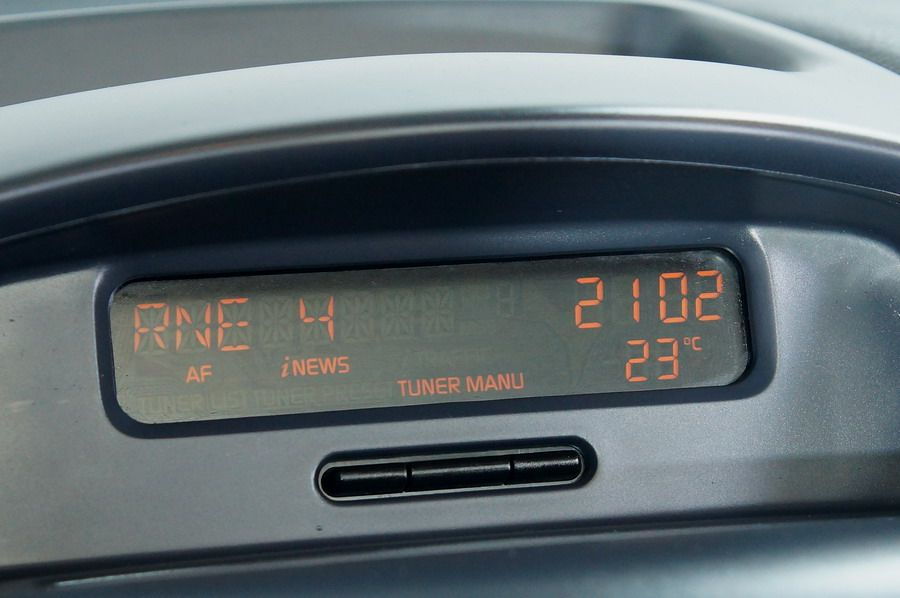 RNE 4 2102
23°C
AF iNEWS
TUNER MANU